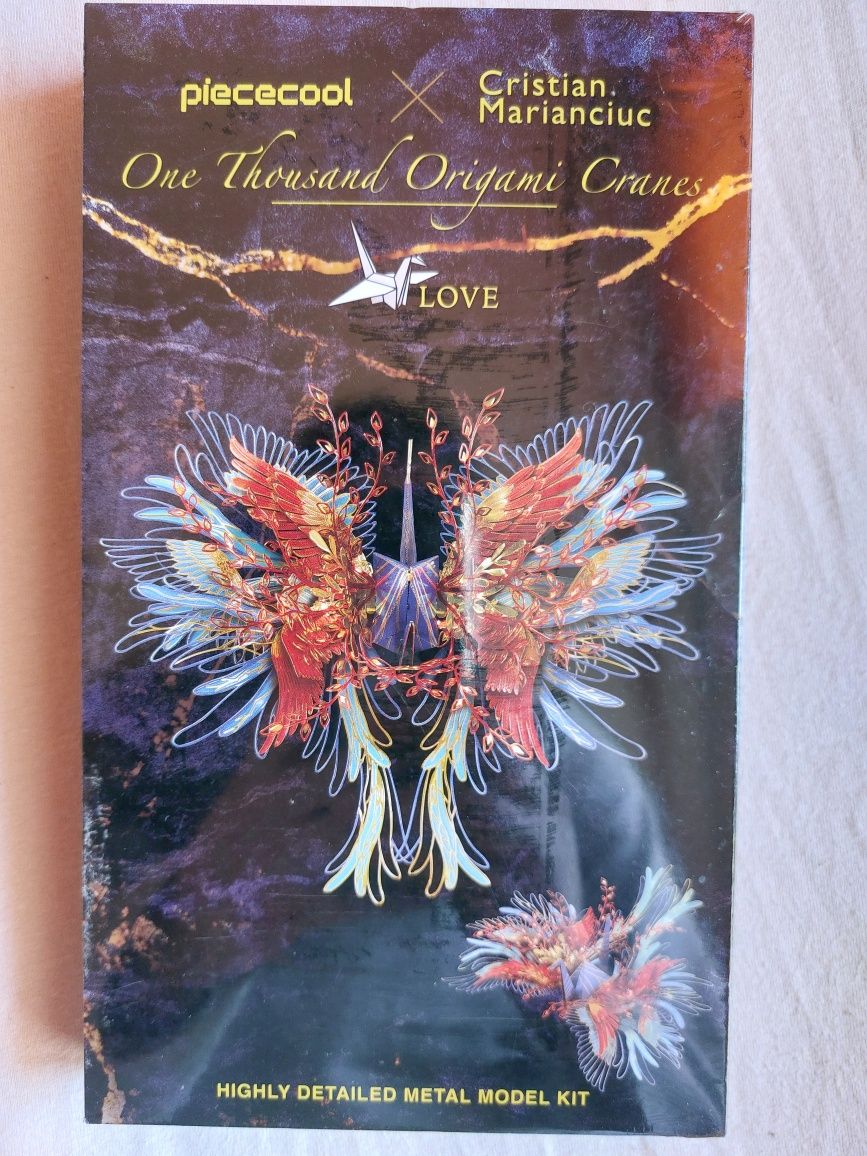 piececool
Cristian
Marianciuc
One Thousand Origami Cranes
LOVE
HIGHLY DETAILED METAL MODEL KIT